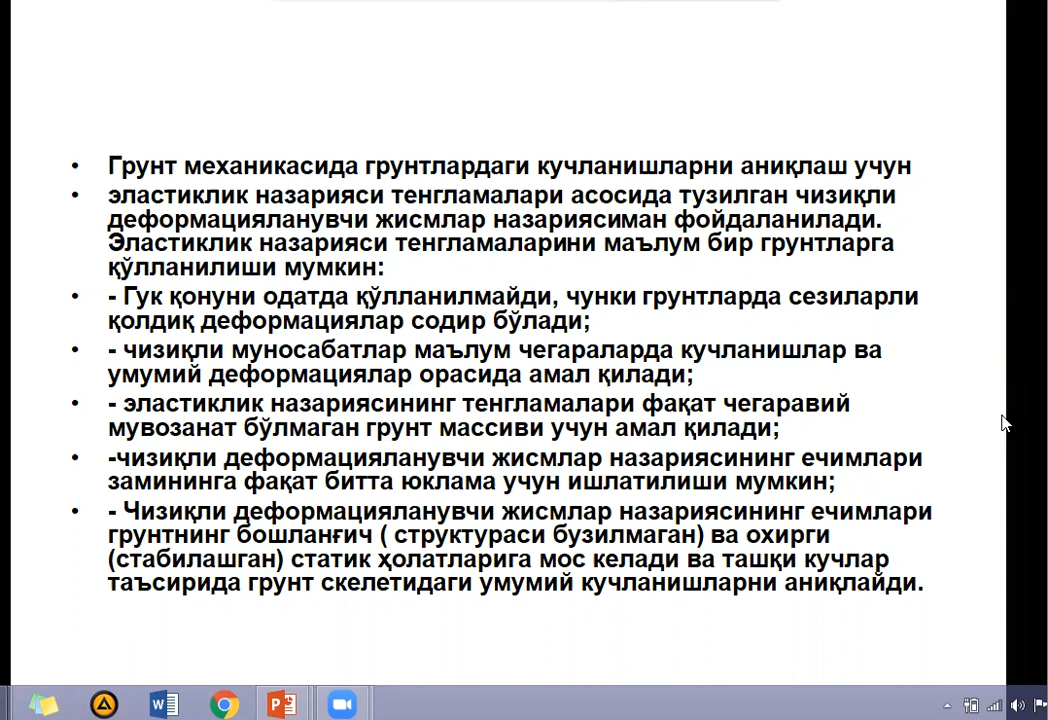 • Грунт механикасида грунтлардаги кучланишларни аниқлаш учун
• эластиклик назарияси тенгламалари асосида тузилган чизиқли
деформацияланувчи жисмлар назариясиман фойдаланилади.
Эластиклик назарияси тенгламаларини маълум бир грунтларга
қўлланилиши мумкин:
• - Гук қонуни одатда қўлланилмайди, чунки грунтларда сезиларли
қолдиқ деформациялар содир бўлади;
• - чизиқли муносабатлар маълум чегараларда кучланишлар ва
умумий деформациялар орасида амал қилади;
• - эластиклик назариясининг тенгламалари фақат чегаравий
мувозанат бўлмаган грунт массиви учун амал қилади;
• -чизиқли деформацияланувчи жисмлар назариясининг ечимлари
замининга фақат битта юклама учун ишлатилиши мумкин;
• - Чизиқли деформацияланувчи жисмлар назариясининг ечимлари
грунтнинг бошланғич ( структураси бузилмаган) ва охирги
(стабилашган) статик ҳолатларига мос келади ва ташқи кучлар
таъсирида грунт скелетидаги умумий кучланишларни аниқлайди.